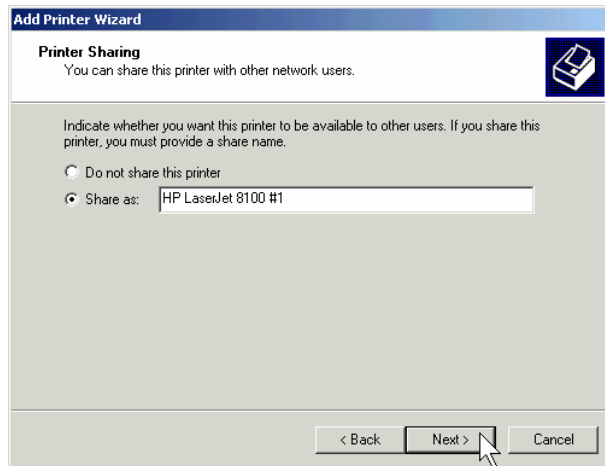 Add Printer Wizard
Printer Sharing
You can share this printer with other network users.
Indicate whether you want this printer to be available to other users. If you share this
printer, you must provide a share name.
Do not share this printer
Share as: HP LaserJet 8100 #1
< Back Next > Cancel